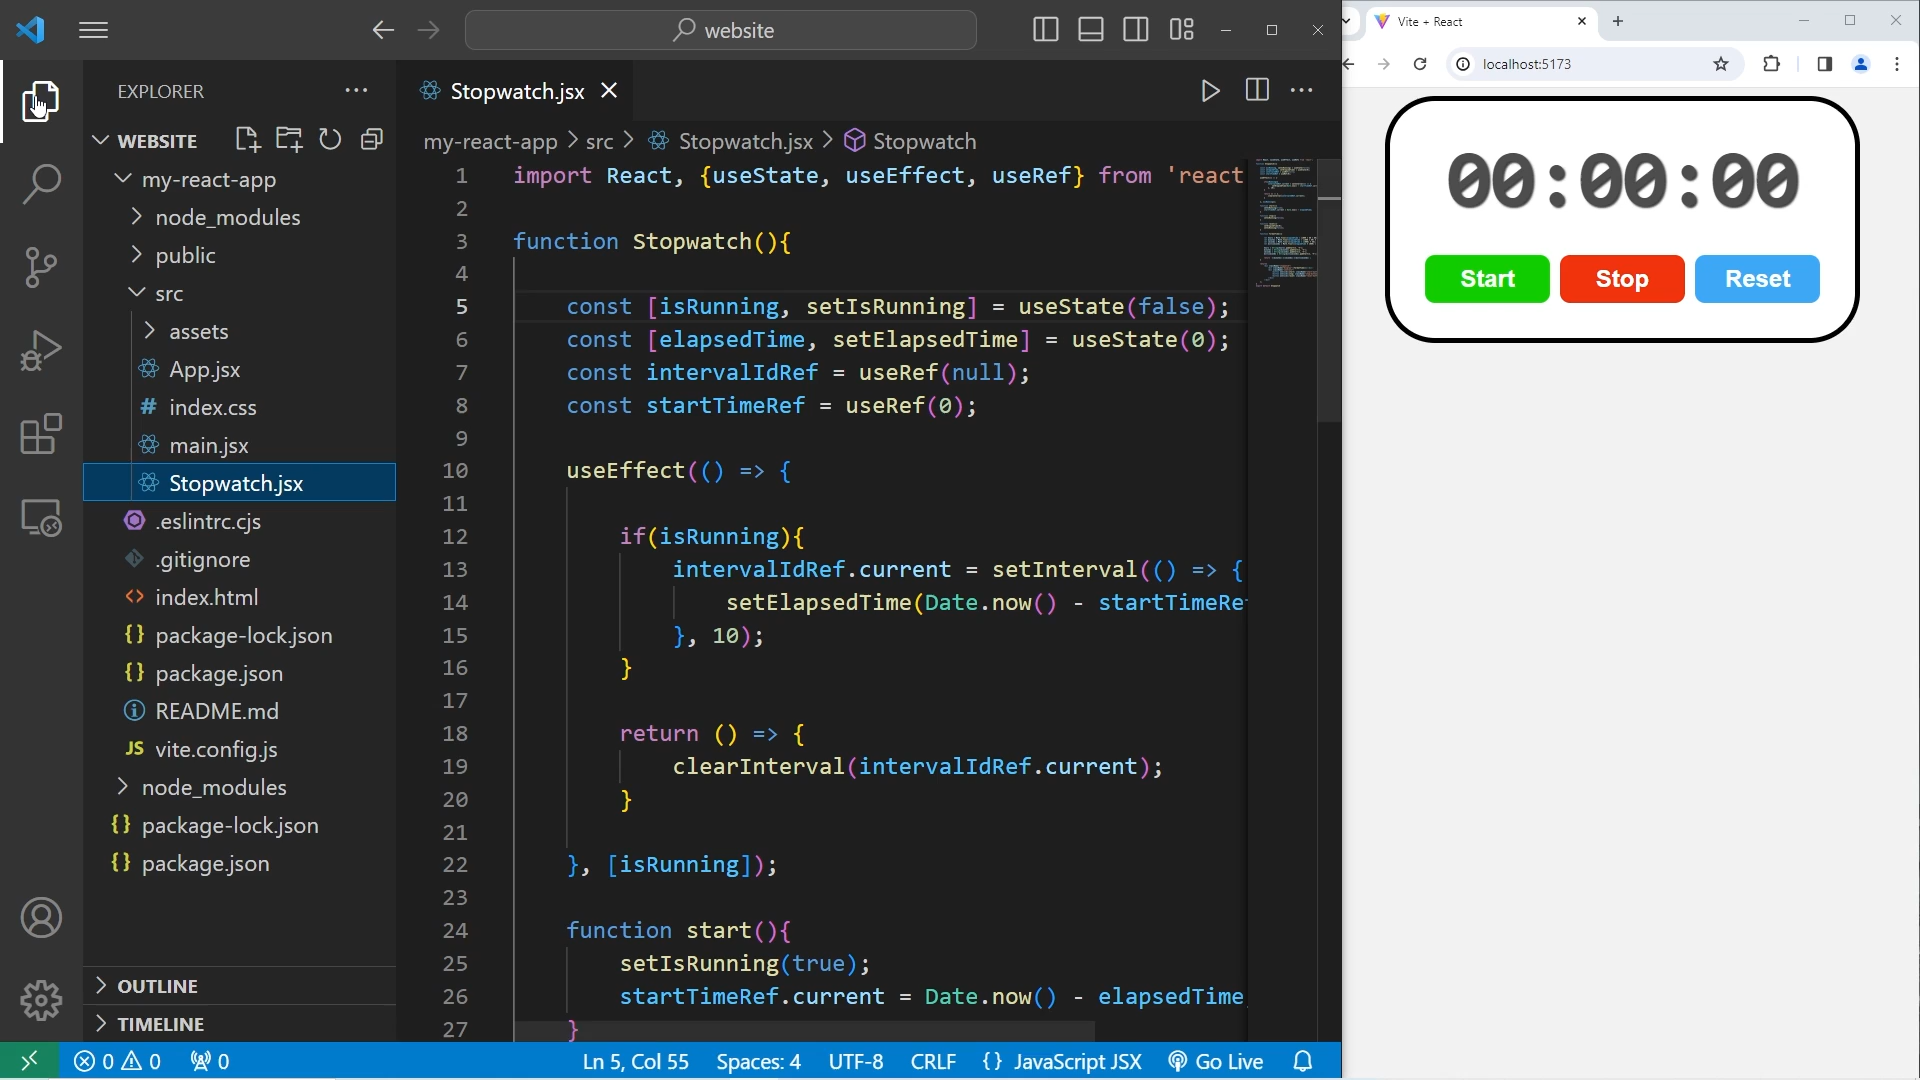 website
EXPLORER
WEBSITE
my-react-app
node_modules
public
src
assets
App.jsx
# index.css
main.jsx
Stopwatch.jsx
.eslintrc.cjs
.gitignore
<> index.html
{} package-lock.json
{} package.json
README.md
JS vite.config.js
node_modules
{} package-lock.json
{} package.json
OUTLINE
TIMELINE
Stopwatch.jsx
my-react-app > src > Stopwatch.jsx > Stopwatch
1 import React, {useState, useEffect, useRef} from 'react
2
3 function Stopwatch(){
4
5 const [isRunning, setIsRunning] = useState(false);
6 const [elapsedTime, setElapsedTime] = useState(0);
7 const intervalIdRef = useRef(null);
8 const startTimeRef = useRef(0);
9
10 useEffect(() => {
11
12 if(isRunning){
13 intervalIdRef.current = setInterval(() => {
14 setElapsedTime(Date.now() - startTimeRe
15 }, 10);
16 }
17
18 return () => {
19 clearInterval(intervalIdRef.current);
20 }
21
22 }, [isRunning]);
23
24 function start(){
25 setIsRunning(true);
26 startTimeRef.current = Date.now() - elapsedTime
27 }
0 0 0 Ln 5, Col 55 Spaces: 4 UTF-8 CRLF {} JavaScript JSX Go Live
Vite + React
localhost:5173
00:00:00
Start Stop Reset